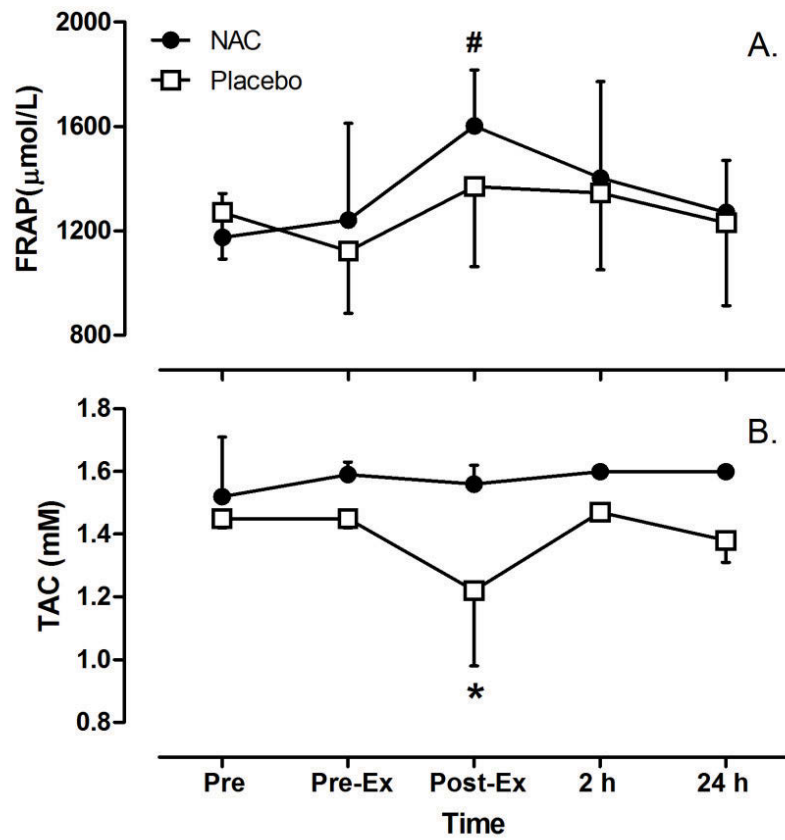 2000
NAC
Placebo
#
A.
1600
1200
800
FRAP(μmol/L)
1.8
B.
1.6
1.4
1.2
1.0
0.8
TAC (mM)
*
Pre Pre-Ex Post-Ex 2 h 24 h
Time